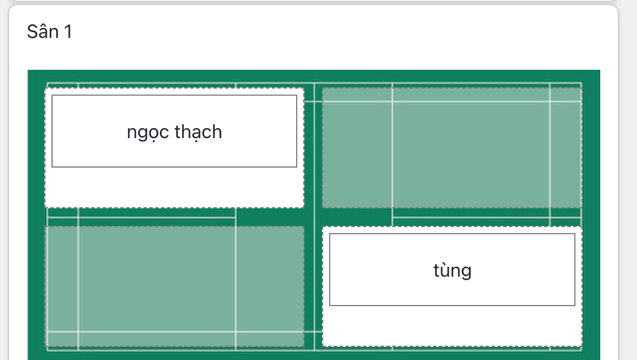 Sân 1
ngọc thạch
tùng